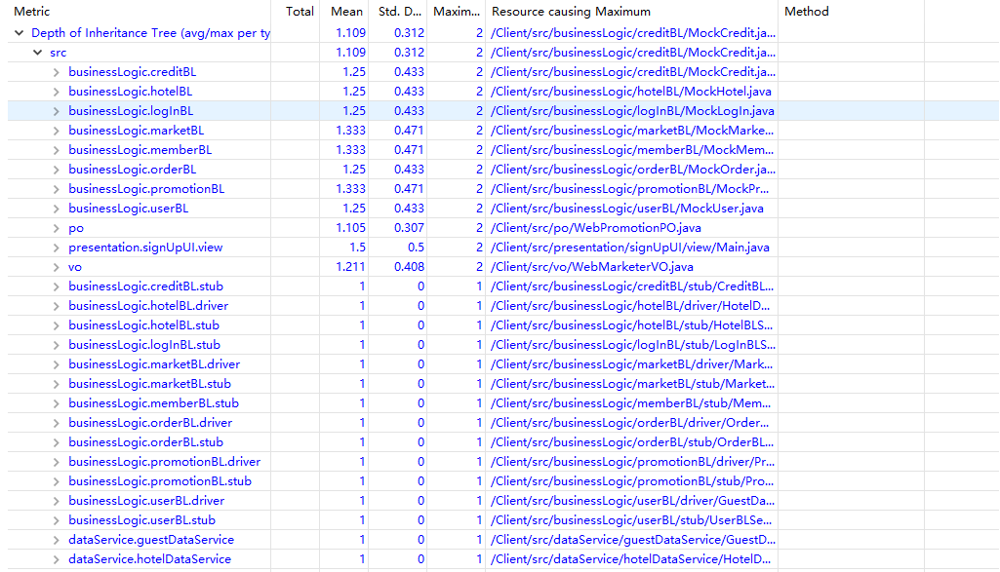 Metric Total Mean Std. D... Maxim... Resource causing Maximum Method
Depth of Inheritance Tree (avg/max per ty 1.109 0.312 2 /Client/src/businessLogic/creditBL/MockCredit.ja...
src 1.109 0.312 2 /Client/src/businessLogic/creditBL/MockCredit.ja...
businessLogic.creditBL 1.25 0.433 2 /Client/src/businessLogic/creditBL/MockCredit.ja...
businessLogic.hotelBL 1.25 0.433 2 /Client/src/businessLogic/hotelBL/MockHotel.java
businessLogic.logInBL 1.25 0.433 2 /Client/src/businessLogic/logInBL/MockLogIn.java
businessLogic.marketBL 1.333 0.471 2 /Client/src/businessLogic/marketBL/MockMarke...
businessLogic.memberBL 1.333 0.471 2 /Client/src/businessLogic/memberBL/MockMem...
businessLogic.orderBL 1.25 0.433 2 /Client/src/businessLogic/orderBL/MockOrder.ja...
businessLogic.promotionBL 1.333 0.471 2 /Client/src/businessLogic/promotionBL/MockPr...
businessLogic.userBL 1.25 0.433 2 /Client/src/businessLogic/userBL/MockUser.java
po 1.105 0.307 2 /Client/src/po/WebPromotionPO.java
presentation.signUpUI.view 1.5 0.5 2 /Client/src/presentation/signUpUI/view/Main.java
vo 1.211 0.408 2 /Client/src/vo/WebMarketerVO.java
businessLogic.creditBL.stub 1 0 1 /Client/src/businessLogic/creditBL/stub/CreditBL...
businessLogic.hotelBL.driver 1 0 1 /Client/src/businessLogic/hotelBL/driver/HotelD...
businessLogic.hotelBL.stub 1 0 1 /Client/src/businessLogic/hotelBL/stub/HotelBLS...
businessLogic.logInBL.stub 1 0 1 /Client/src/businessLogic/logInBL/stub/LogInBLS...
businessLogic.marketBL.driver 1 0 1 /Client/src/businessLogic/marketBL/driver/Mark...
businessLogic.marketBL.stub 1 0 1 /Client/src/businessLogic/marketBL/stub/Market...
businessLogic.memberBL.stub 1 0 1 /Client/src/businessLogic/memberBL/stub/Mem...
businessLogic.orderBL.driver 1 0 1 /Client/src/businessLogic/orderBL/driver/Order...
businessLogic.orderBL.stub 1 0 1 /Client/src/businessLogic/orderBL/stub/OrderBL...
businessLogic.promotionBL.driver 1 0 1 /Client/src/businessLogic/promotionBL/driver/Pr...
businessLogic.promotionBL.stub 1 0 1 /Client/src/businessLogic/promotionBL/stub/Pro...
businessLogic.userBL.driver 1 0 1 /Client/src/businessLogic/userBL/driver/GuestDa...
businessLogic.userBL.stub 1 0 1 /Client/src/businessLogic/userBL/stub/UserBLSe...
dataService.guestDataService 1 0 1 /Client/src/dataService/guestDataService/GuestD...
dataService.hotelDataService 1 0 1 /Client/src/dataService/hotelDataService/HotelD...